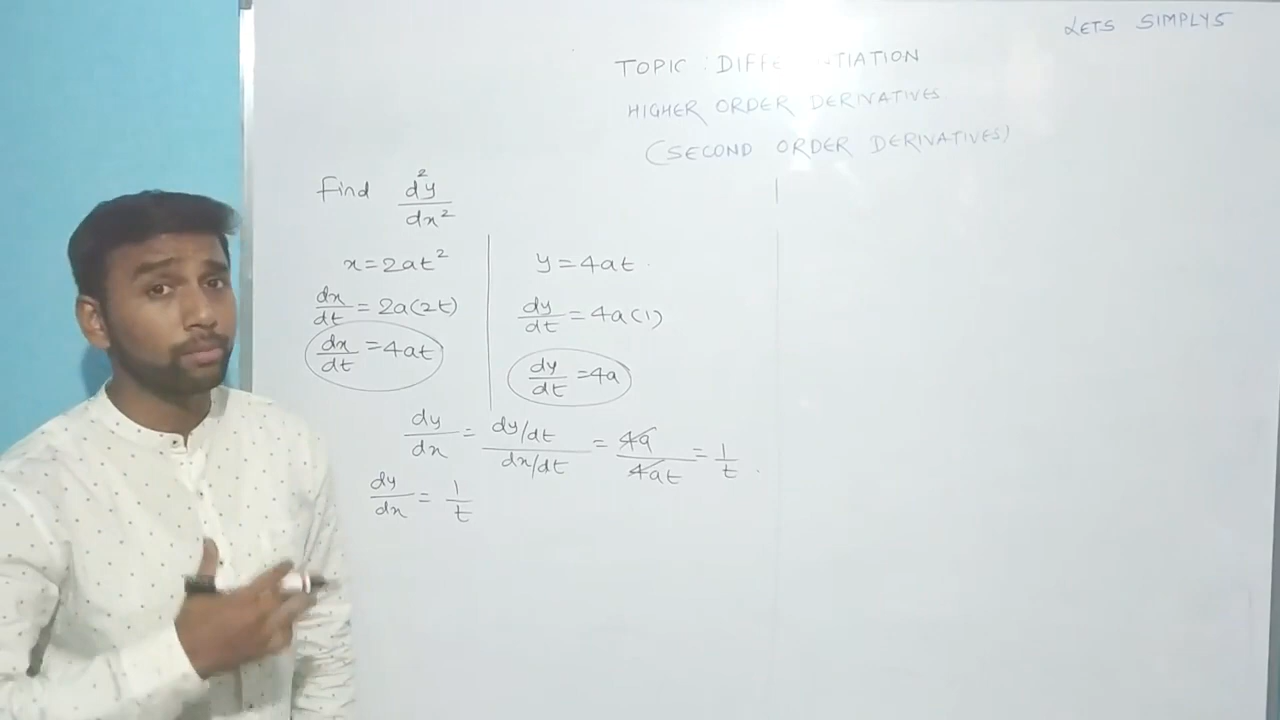 LETS SIMPLY5
TOPIC : DIFFE NTIATION
HIGHER ORDER DERIVATIVES
(SECOND ORDER DERIVATIVES)
Find d²y/dx²
x=2at²
dx/dt = 2a(2t)
dx/dt =4at
y=4at
dy/dt =4a(1)
dy/dt =4a
dy/dx = (dy/dt)/(dx/dt) = 4a/4at = 1/t
dy/dx = 1/t